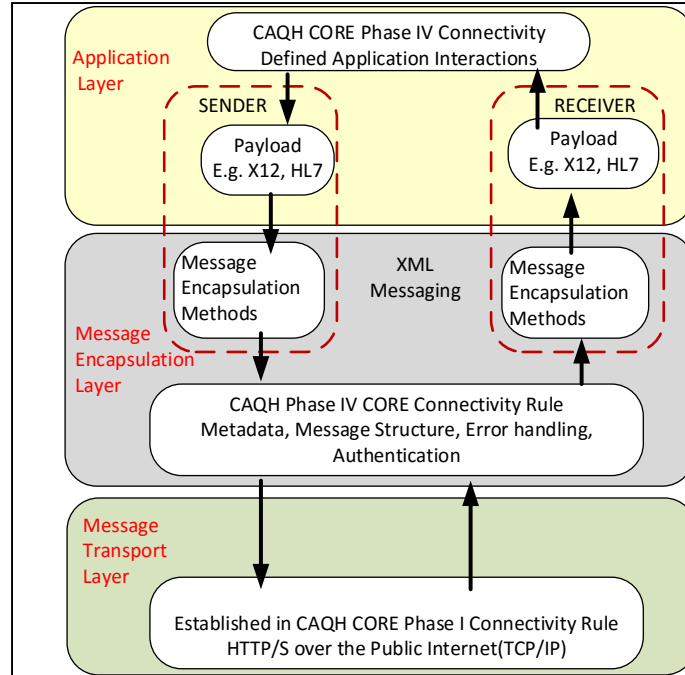 CAQH CORE Phase IV Connectivity
Defined Application Interactions
Application
Layer
SENDER
RECEIVER
Payload
E.g. X12, HL7
Payload
E.g. X12, HL7
Message
Encapsulation
Methods
XML
Messaging
Message
Encapsulation
Methods
Message
Encapsulation
Layer
CAQH Phase IV CORE Connectivity Rule
Metadata, Message Structure, Error handling,
Authentication
Message
Transport
Layer
Established in CAQH CORE Phase I Connectivity Rule
HTTP/S over the Public Internet(TCP/IP)